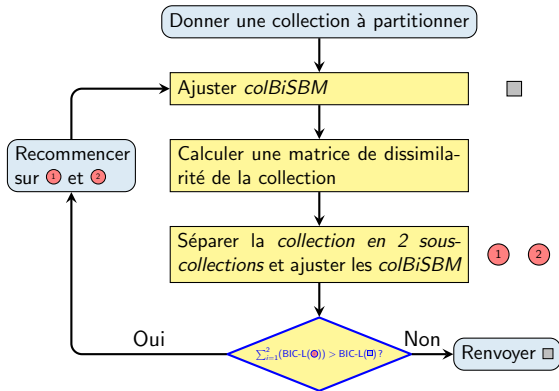 Donner une collection à partitionner
Ajuster colBiSBM
Calculer une matrice de dissimila-
rité de la collection
Recommencer
sur 1 et 2
Séparer la collection en 2 sous-
collections et ajuster les colBiSBM
1 2
Oui
∑²ᵢ₌₁(BIC-L()) > BIC-L() ?
Non
Renvoyer